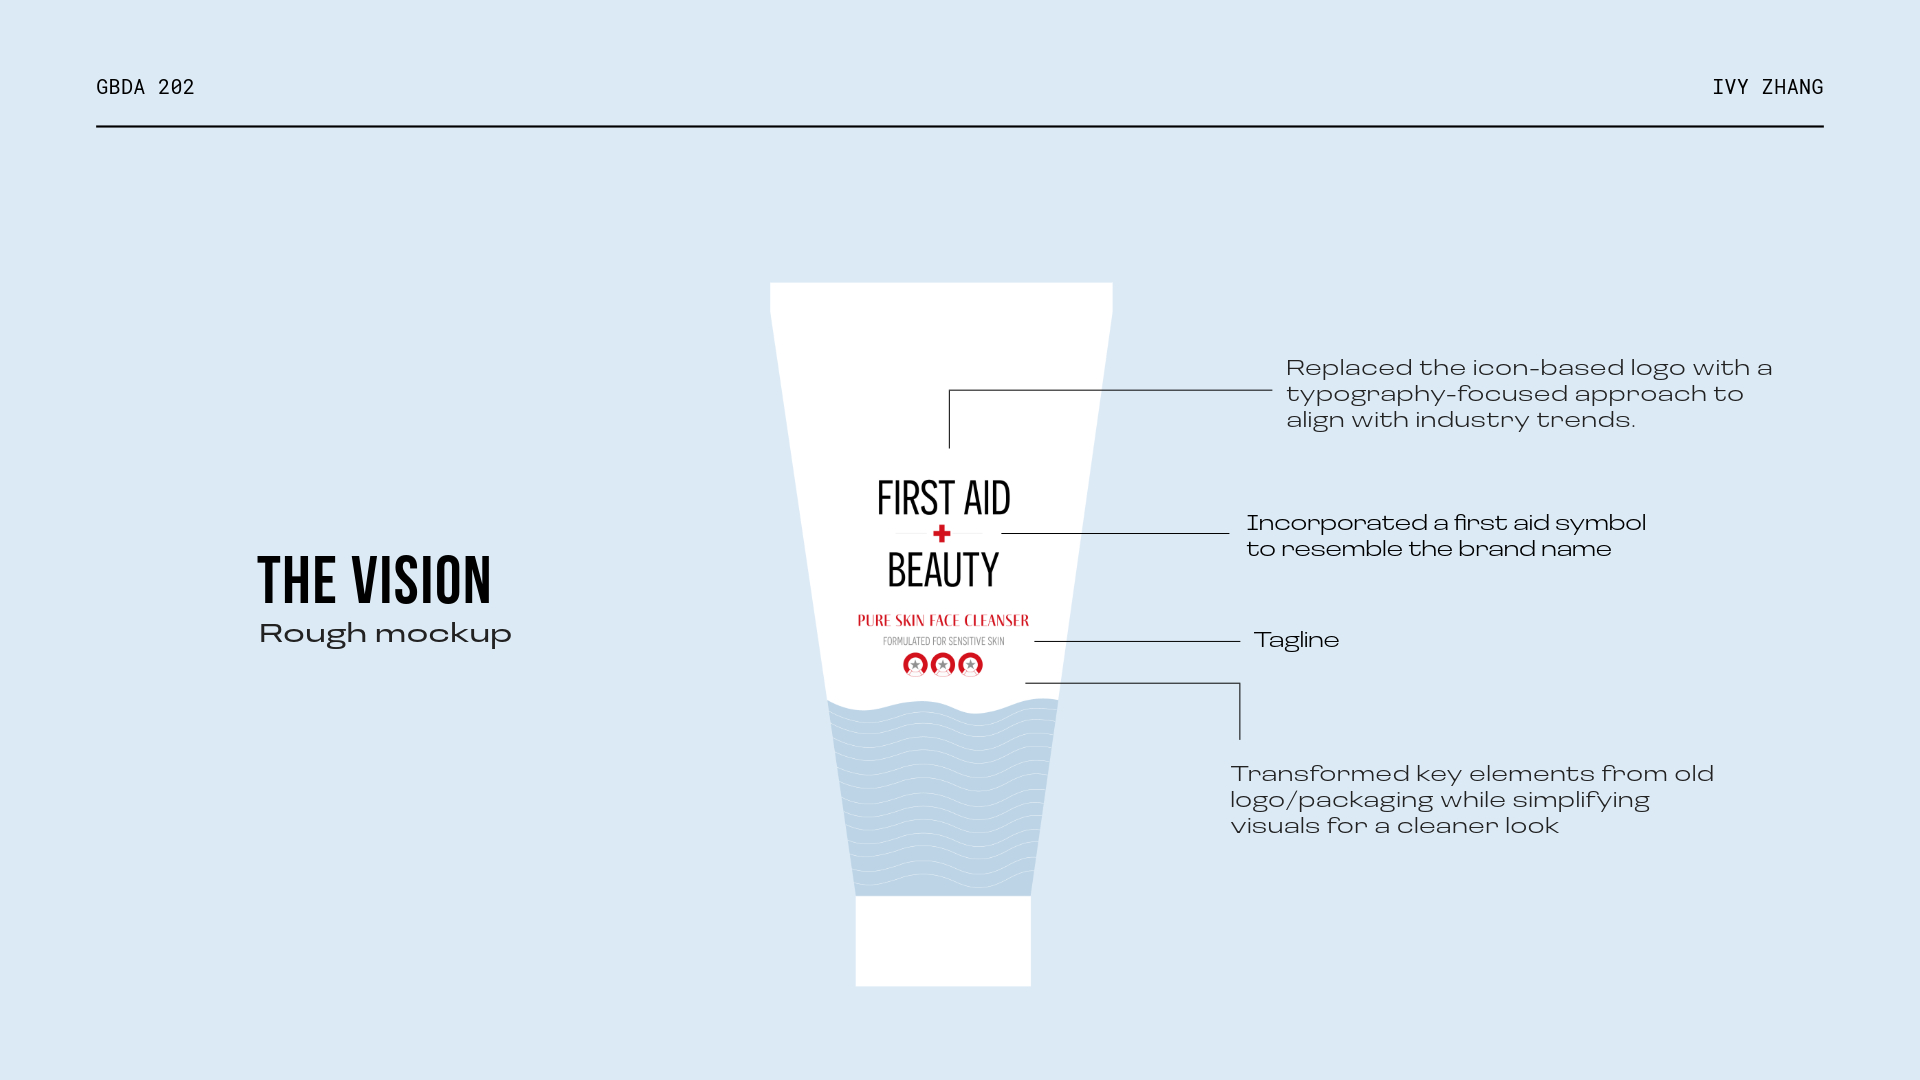 GBDA 202
IVY ZHANG
THE VISION
Rough mockup
FIRST AID
BEAUTY
PURE SKIN FACE CLEANSER
FORMULATED FOR SENSITIVE SKIN
Replaced the icon-based logo with a
typography-focused approach to
align with industry trends.
Incorporated a first aid symbol
to resemble the brand name
Tagline
Transformed key elements from old
logo/packaging while simplifying
visuals for a cleaner look